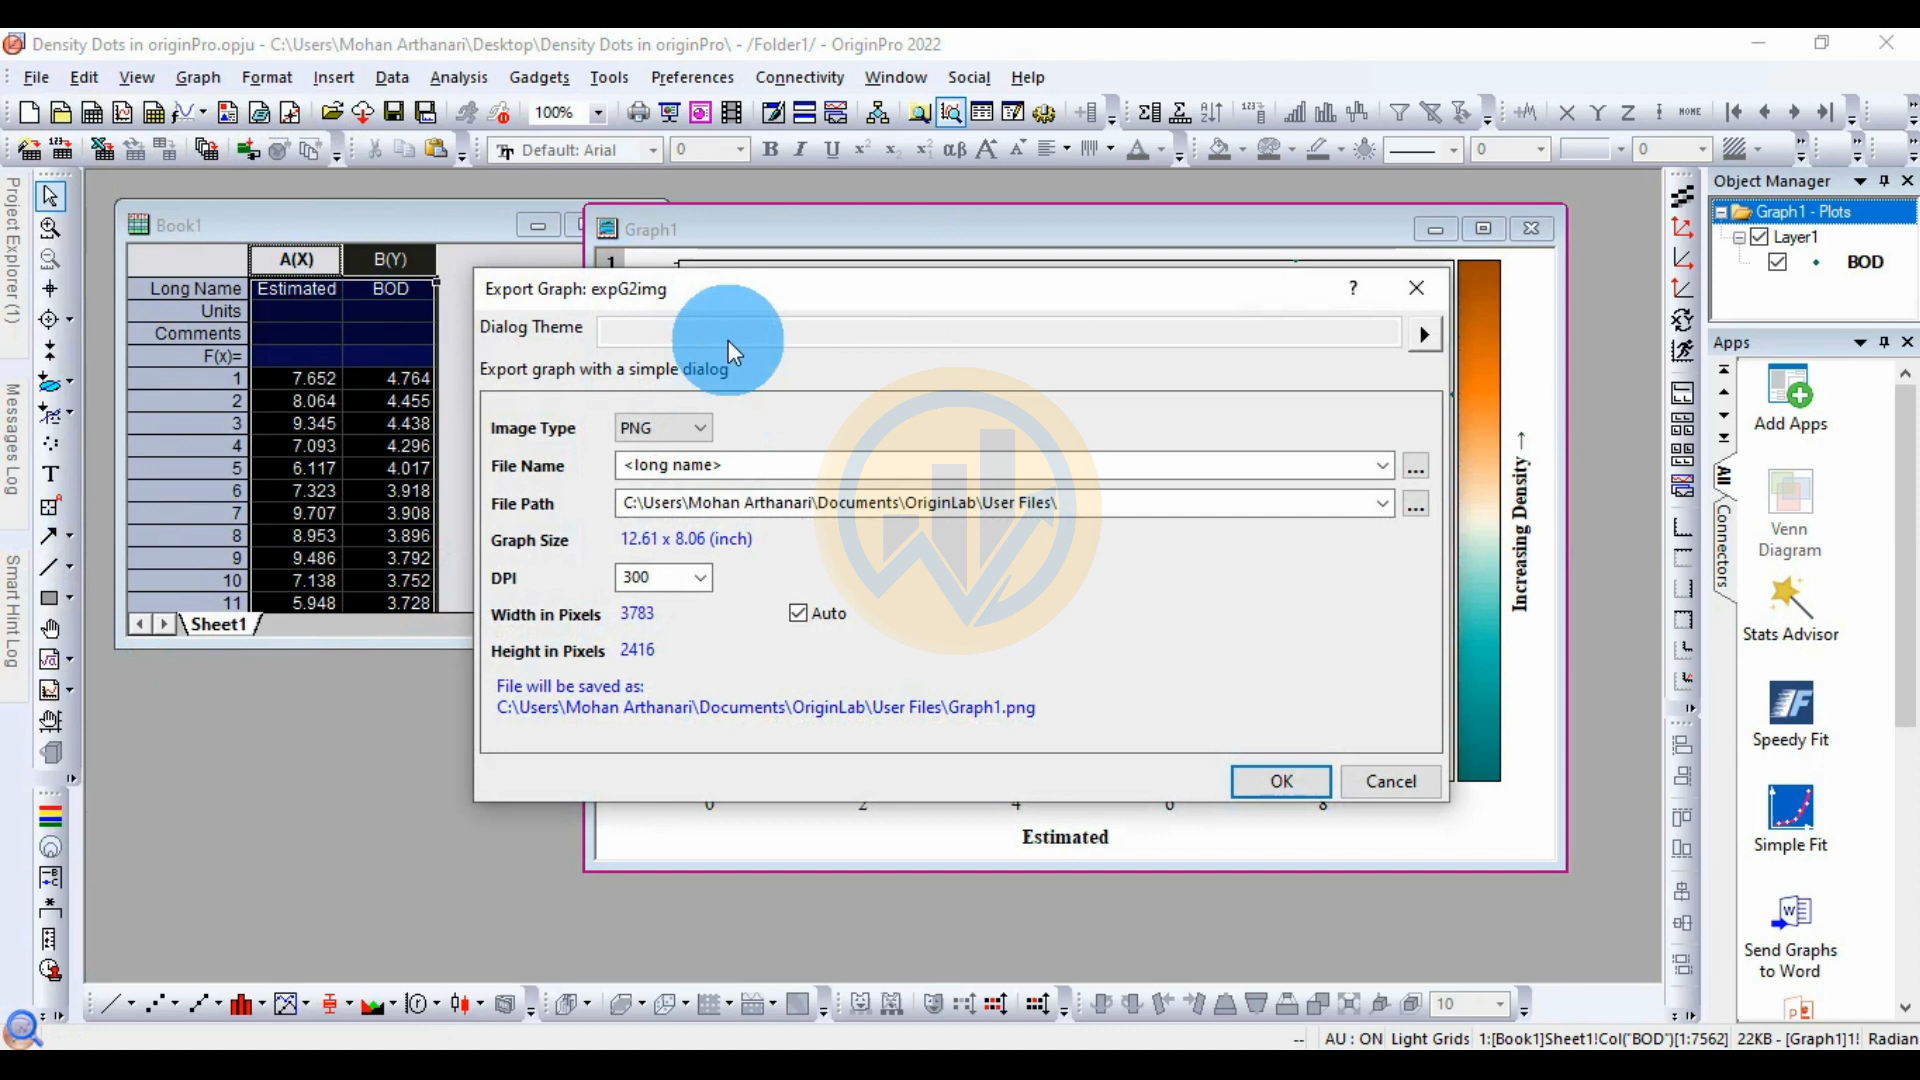 Density Dots in originPro.opju - C:\Users\Mohan Arthanari\Desktop\Density Dots in originPro\ - /Folder1/ - OriginPro 2022
File Edit View Graph Format Insert Data Analysis Gadgets Tools Preferences Connectivity Window Social Help
100%
Default: Arial 0 B I U 0 0
Project Explorer (1)
Messages Log
Smart Hint Log
Book1
A(X) B(Y)
Long Name Estimated BOD
Units
Comments
F(x)=
1 7.652 4.764
2 8.064 4.455
3 9.345 4.438
4 7.093 4.296
5 6.117 4.017
6 7.323 3.918
7 9.707 3.908
8 8.953 3.896
9 9.486 3.792
10 7.138 3.752
11 5.948 3.728
Sheet1
Graph1
1
Export Graph: expG2img
Dialog Theme
Export graph with a simple dialog
Image Type PNG
File Name <long name>
File Path C:\Users\Mohan Arthanari\Documents\OriginLab\User Files\
Graph Size 12.61 x 8.06 (inch)
DPI 300
Width in Pixels 3783 Auto
Height in Pixels 2416
File will be saved as:
C:\Users\Mohan Arthanari\Documents\OriginLab\User Files\Graph1.png
OK Cancel
0 2 4 6 8
Estimated
Increasing Density →
Object Manager
Graph1 - Plots
Layer1
BOD
Apps
All
Connectors
Add Apps
Venn
Diagram
Stats Advisor
Speedy Fit
Simple Fit
Send Graphs
to Word
10
-- AU : ON Light Grids 1:[Book1]Sheet1!Col("BOD")[1:7562] 22KB - [Graph1]1! Radian